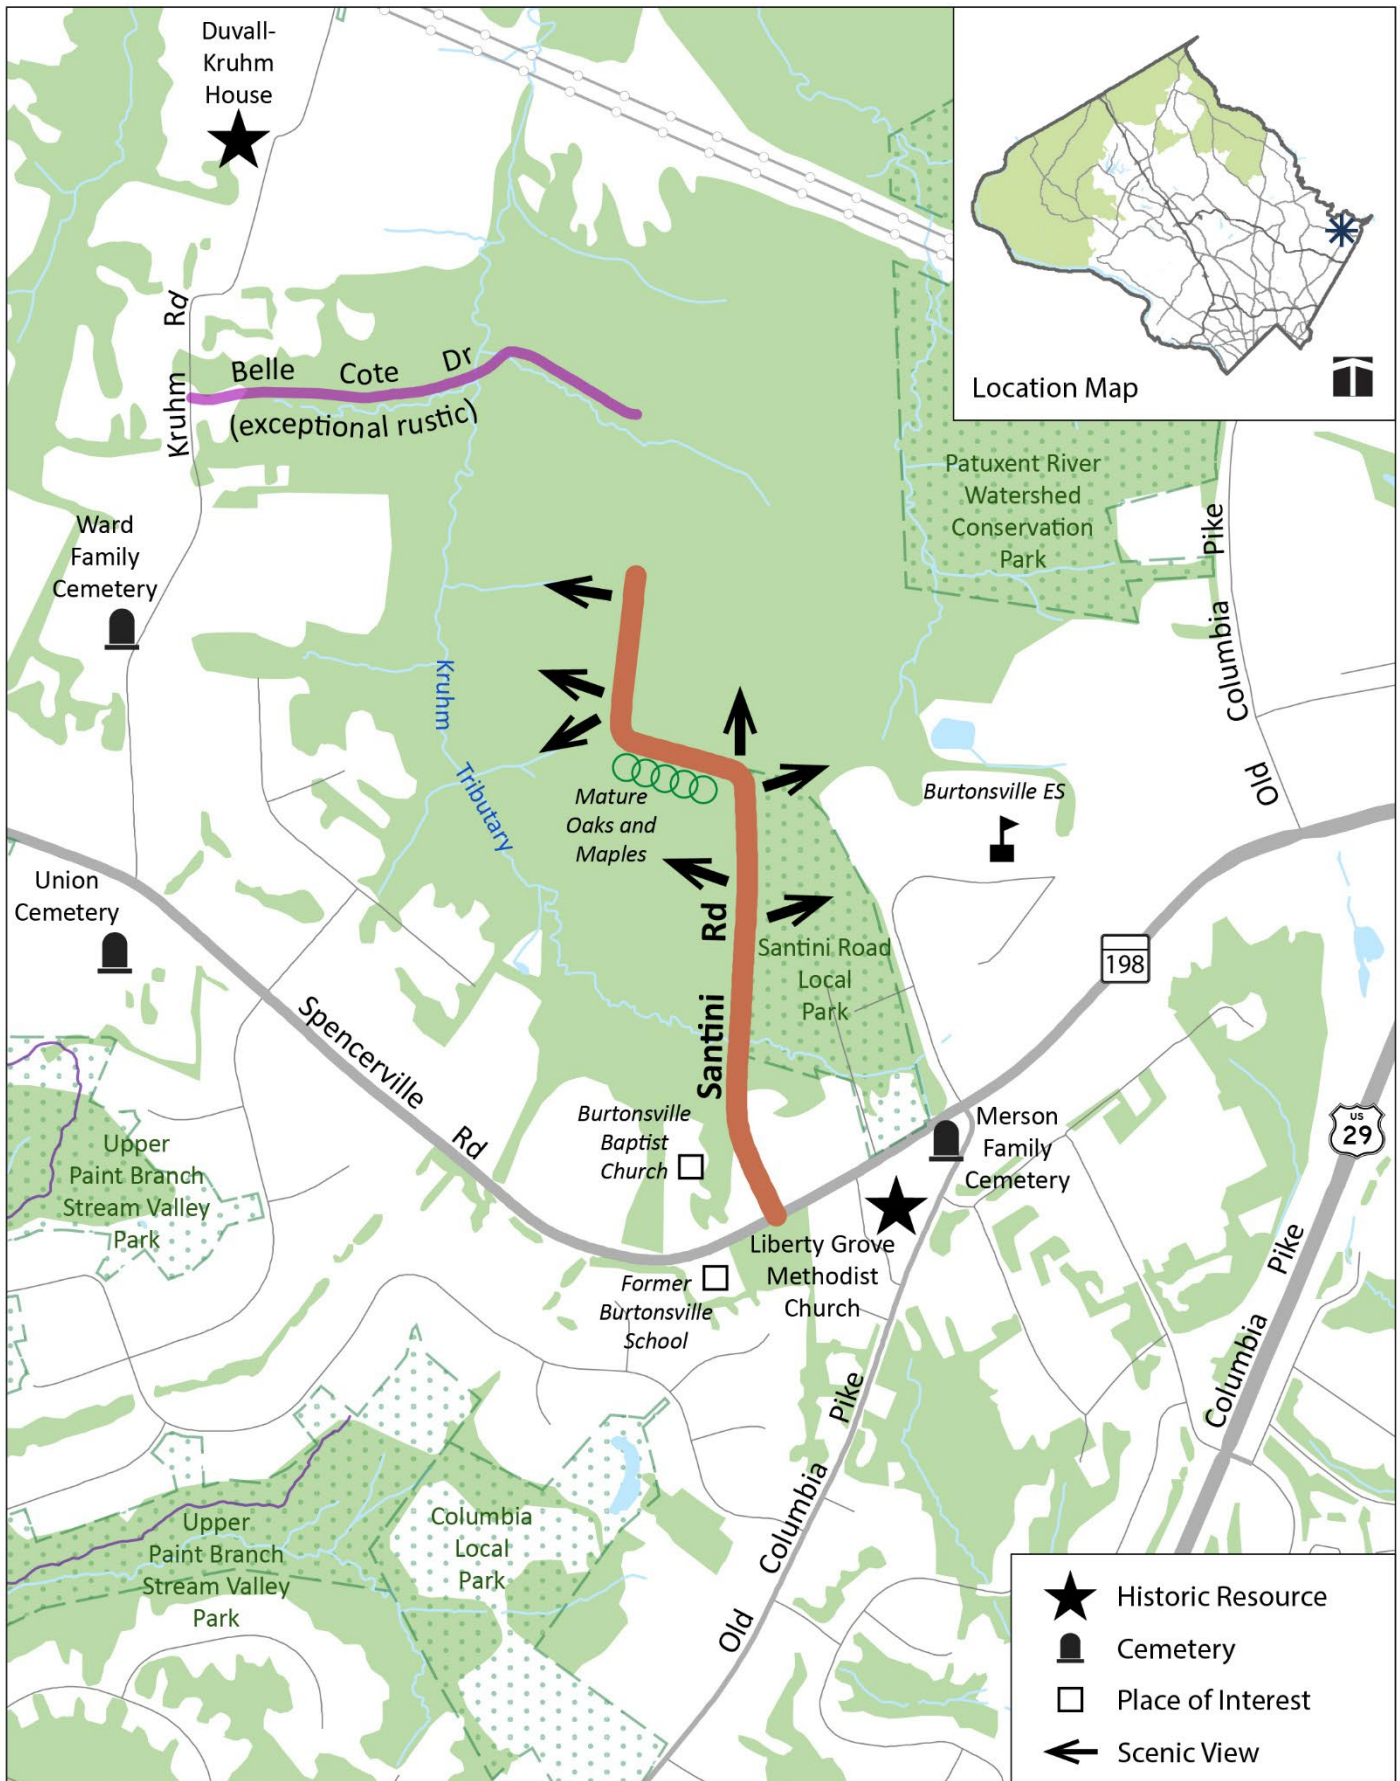 Duvall-
Kruhm
House
Location Map
Kruhm Rd
Belle Cote Dr
(exceptional rustic)
Patuxent River
Watershed
Conservation
Park
Old Columbia Pike
Ward
Family
Cemetery
Kruhm
Tributary
Mature
Oaks and
Maples
Burtonsville ES
Union
Cemetery
Santini Rd
Santini Road
Local
Park
198
Spencerville Rd
US
29
Burtonsville
Baptist
Church
Merson
Family
Cemetery
Upper
Paint Branch
Stream Valley
Park
Liberty Grove
Methodist
Church
Former
Burtonsville
School
Columbia Pike
Old Columbia Pike
Columbia
Local
Park
Upper
Paint Branch
Stream Valley
Park
Historic Resource
Cemetery
Place of Interest
Scenic View